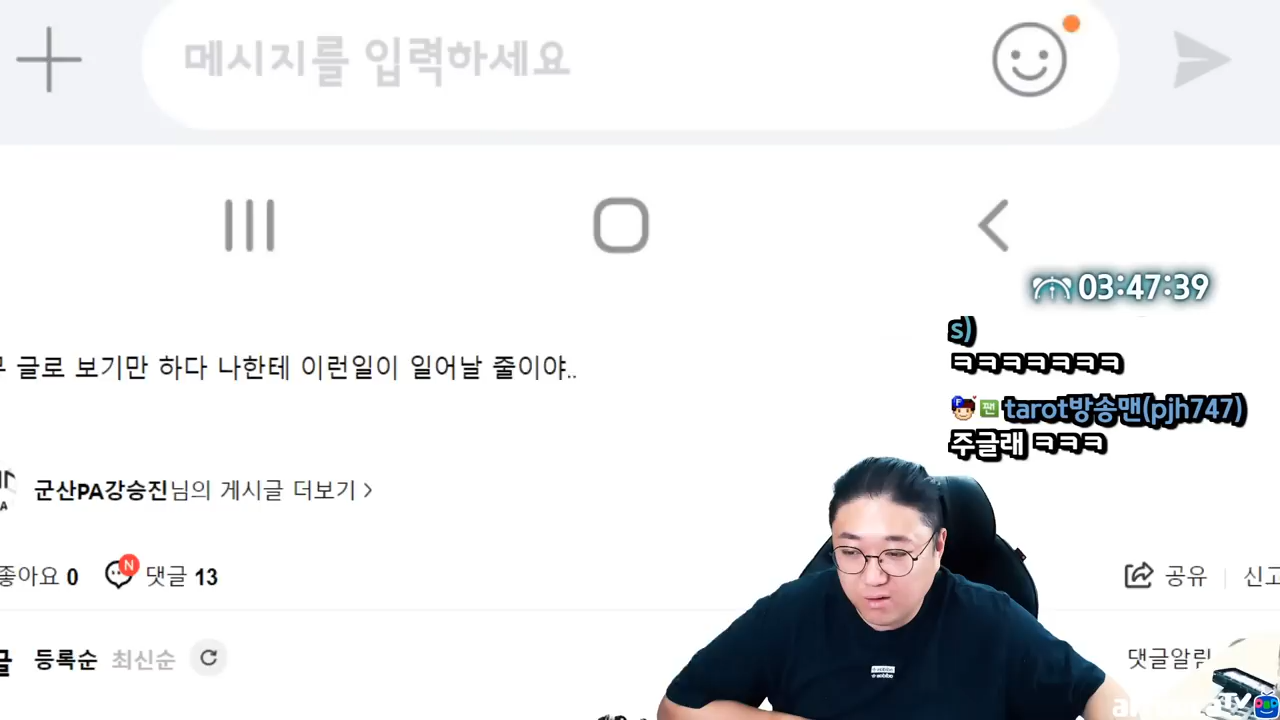 메시지를 입력하세요
03:47:39
s)
ㅋㅋㅋㅋㅋㅋㅋ
글로 보기만 하다 나한테 이런일이 일어날 줄이야..
F 짼 tarot방송맨(pjh747)
주글래 ㅋㅋㅋ
군산PA강승진님의 게시글 더보기 >
좋아요 0 N 댓글 13
공유 신고
등록순 최신순
댓글알림